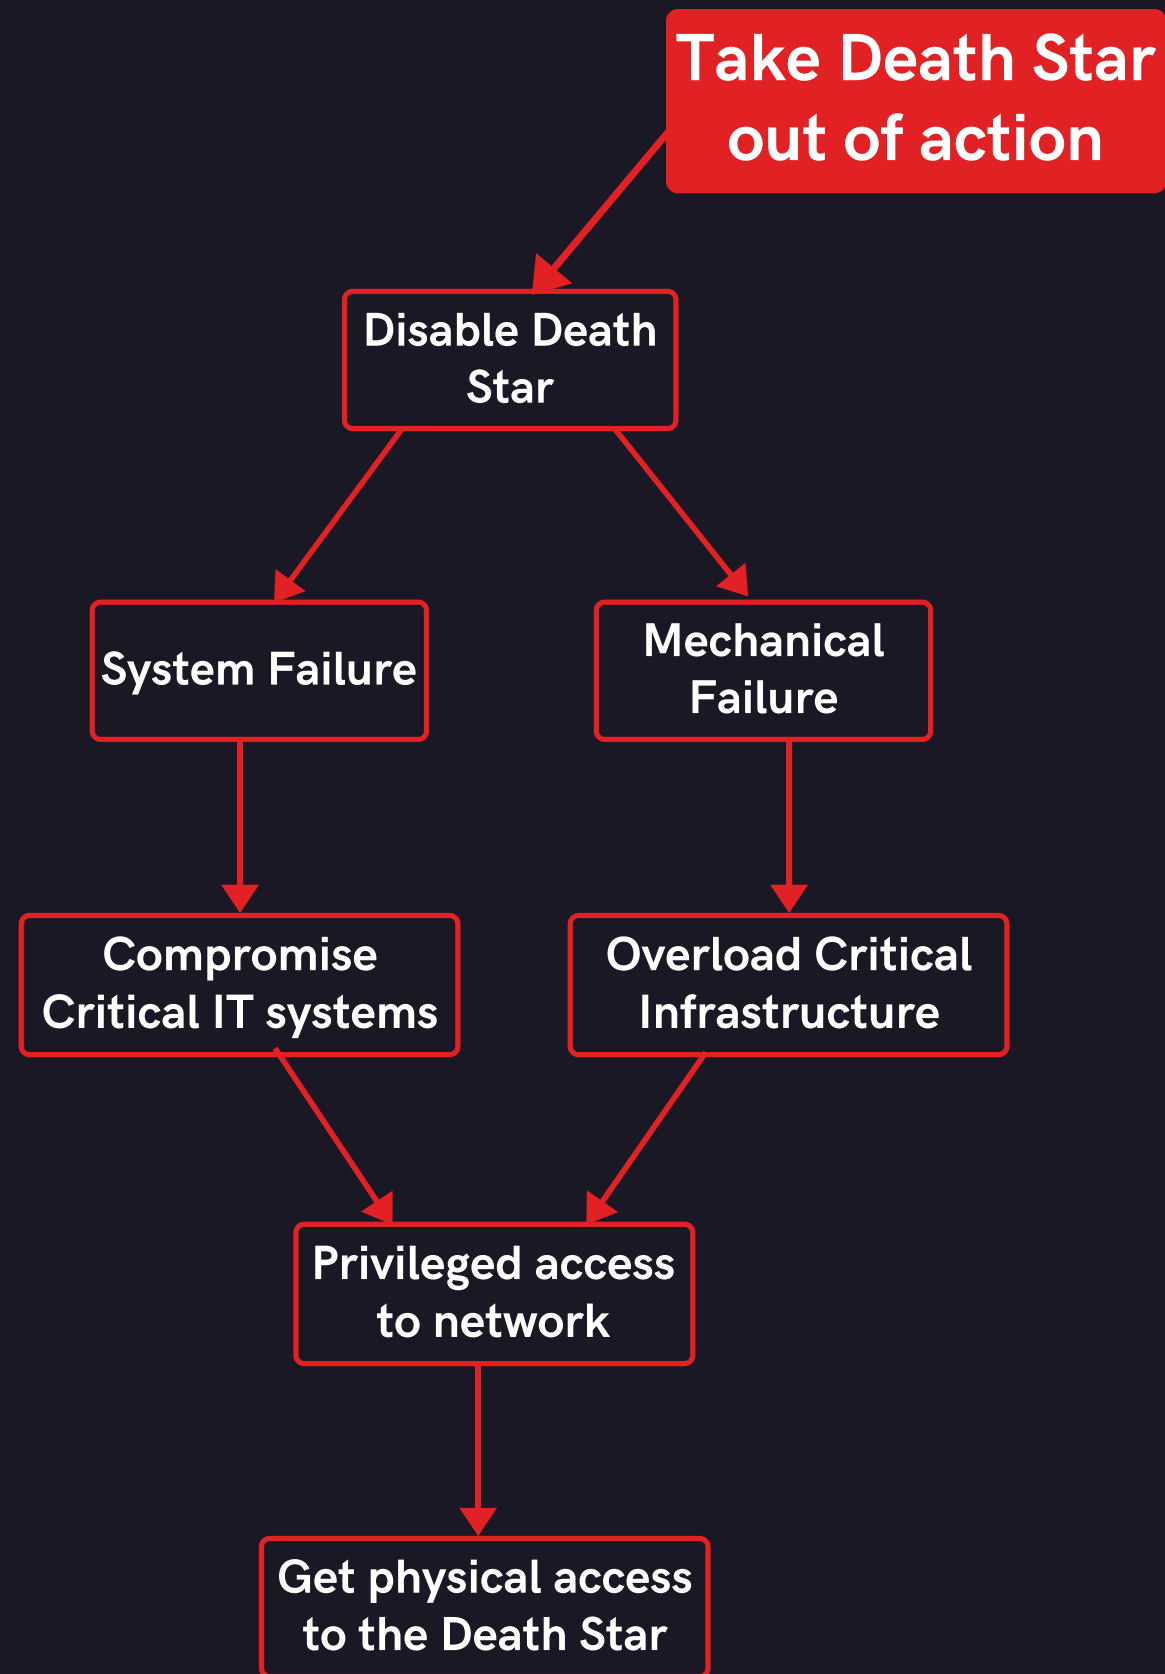 Take Death Star
out of action
Disable Death
Star
System Failure
Mechanical
Failure
Compromise
Critical IT systems
Overload Critical
Infrastructure
Privileged access
to network
Get physical access
to the Death Star